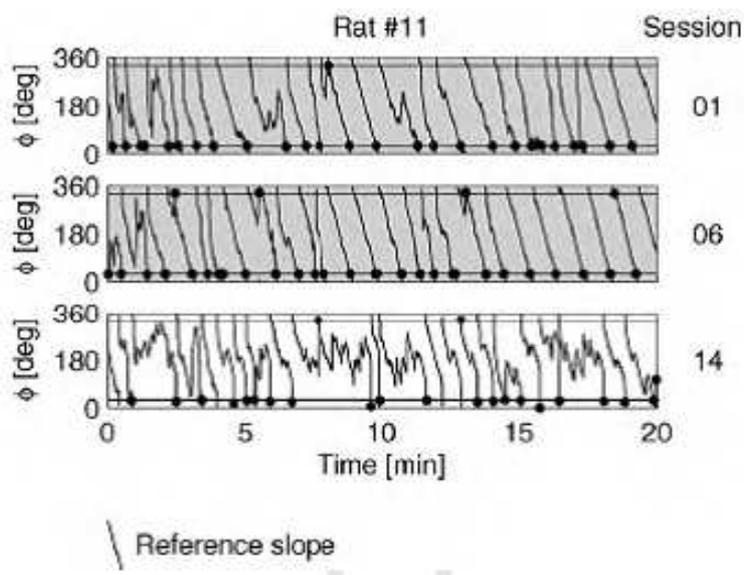 Rat #11 Session
360
180
0
ϕ [deg]
01
360
180
0
ϕ [deg]
06
360
180
0
ϕ [deg]
14
0 5 10 15 20
Time [min]
Reference slope